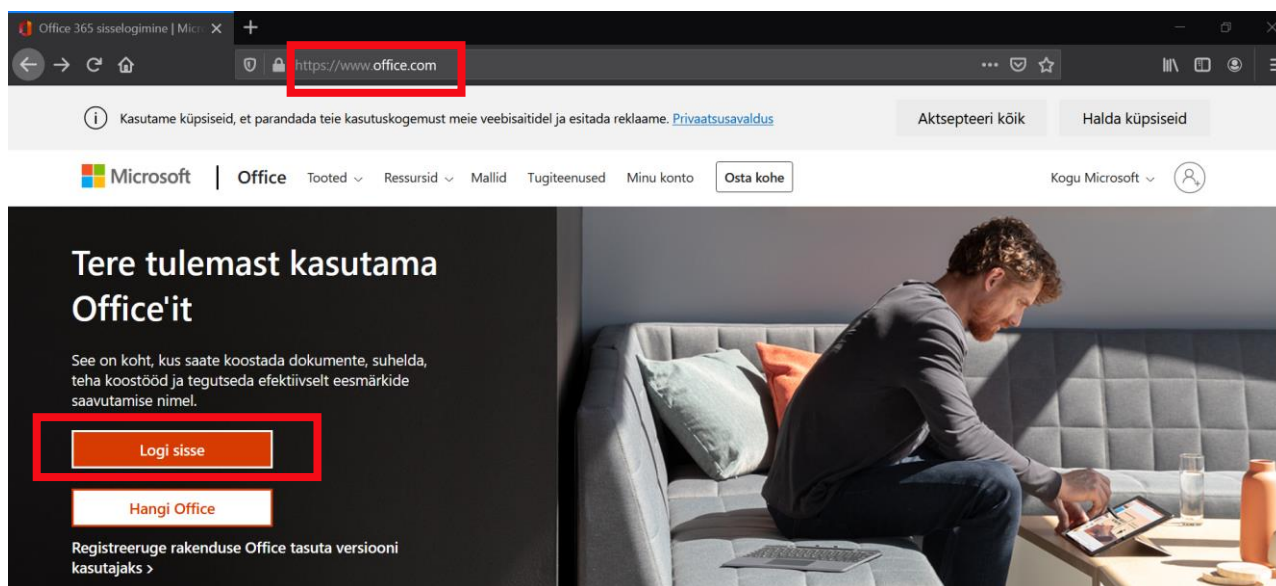 Office 365 sisselogimine | Micr
https://www.office.com
Kasutame küpsiseid, et parandada teie kasutuskogemust meie veebisaitidel ja esitada reklaame. Privaatsusavaldus
Aktsepteeri kõik
Halda küpsiseid
Microsoft | Office Tooted Ressursid Mallid Tugiteenused Minu konto Osta kohe Kogu Microsoft
Tere tulemast kasutama
Office'it
See on koht, kus saate koostada dokumente, suhelda,
teha koostööd ja tegutseda efektiivselt eesmärkide
saavutamise nimel.
Logi sisse
Hangi Office
Registreeruge rakenduse Office tasuta versiooni
kasutajaks >